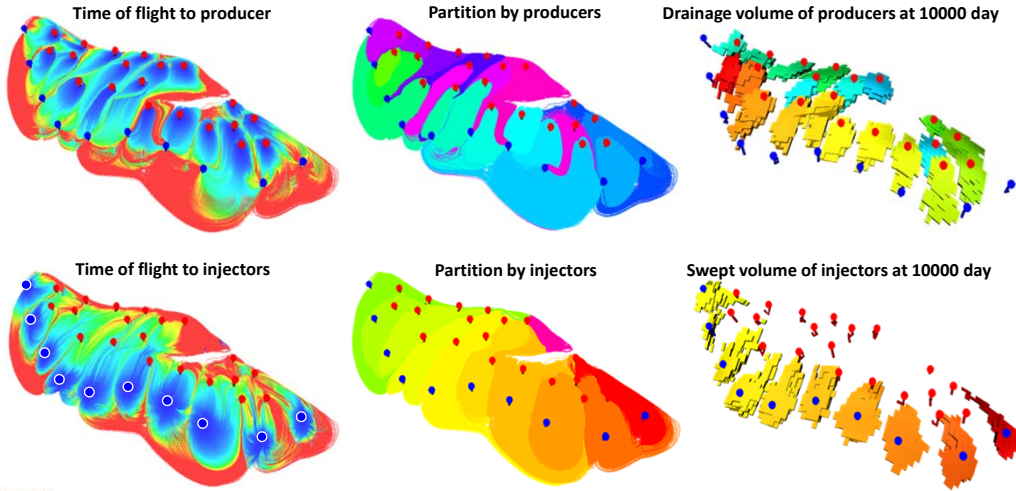 Time of flight to producer
Partition by producers
Drainage volume of producers at 10000 day
Time of flight to injectors
Partition by injectors
Swept volume of injectors at 10000 day